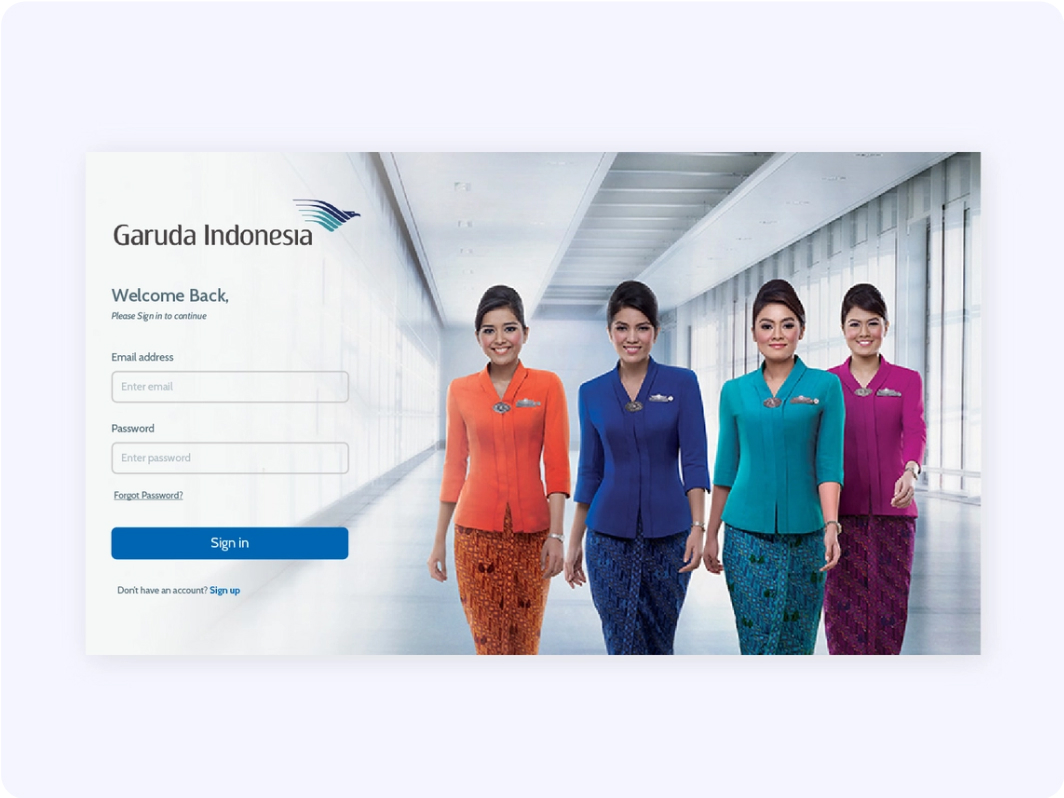 Garuda Indonesia
Welcome Back,
Please Sign in to continue
Email address
Enter email
Password
Enter password
Forgot Password?
Sign in
Don't have an account? Sign up